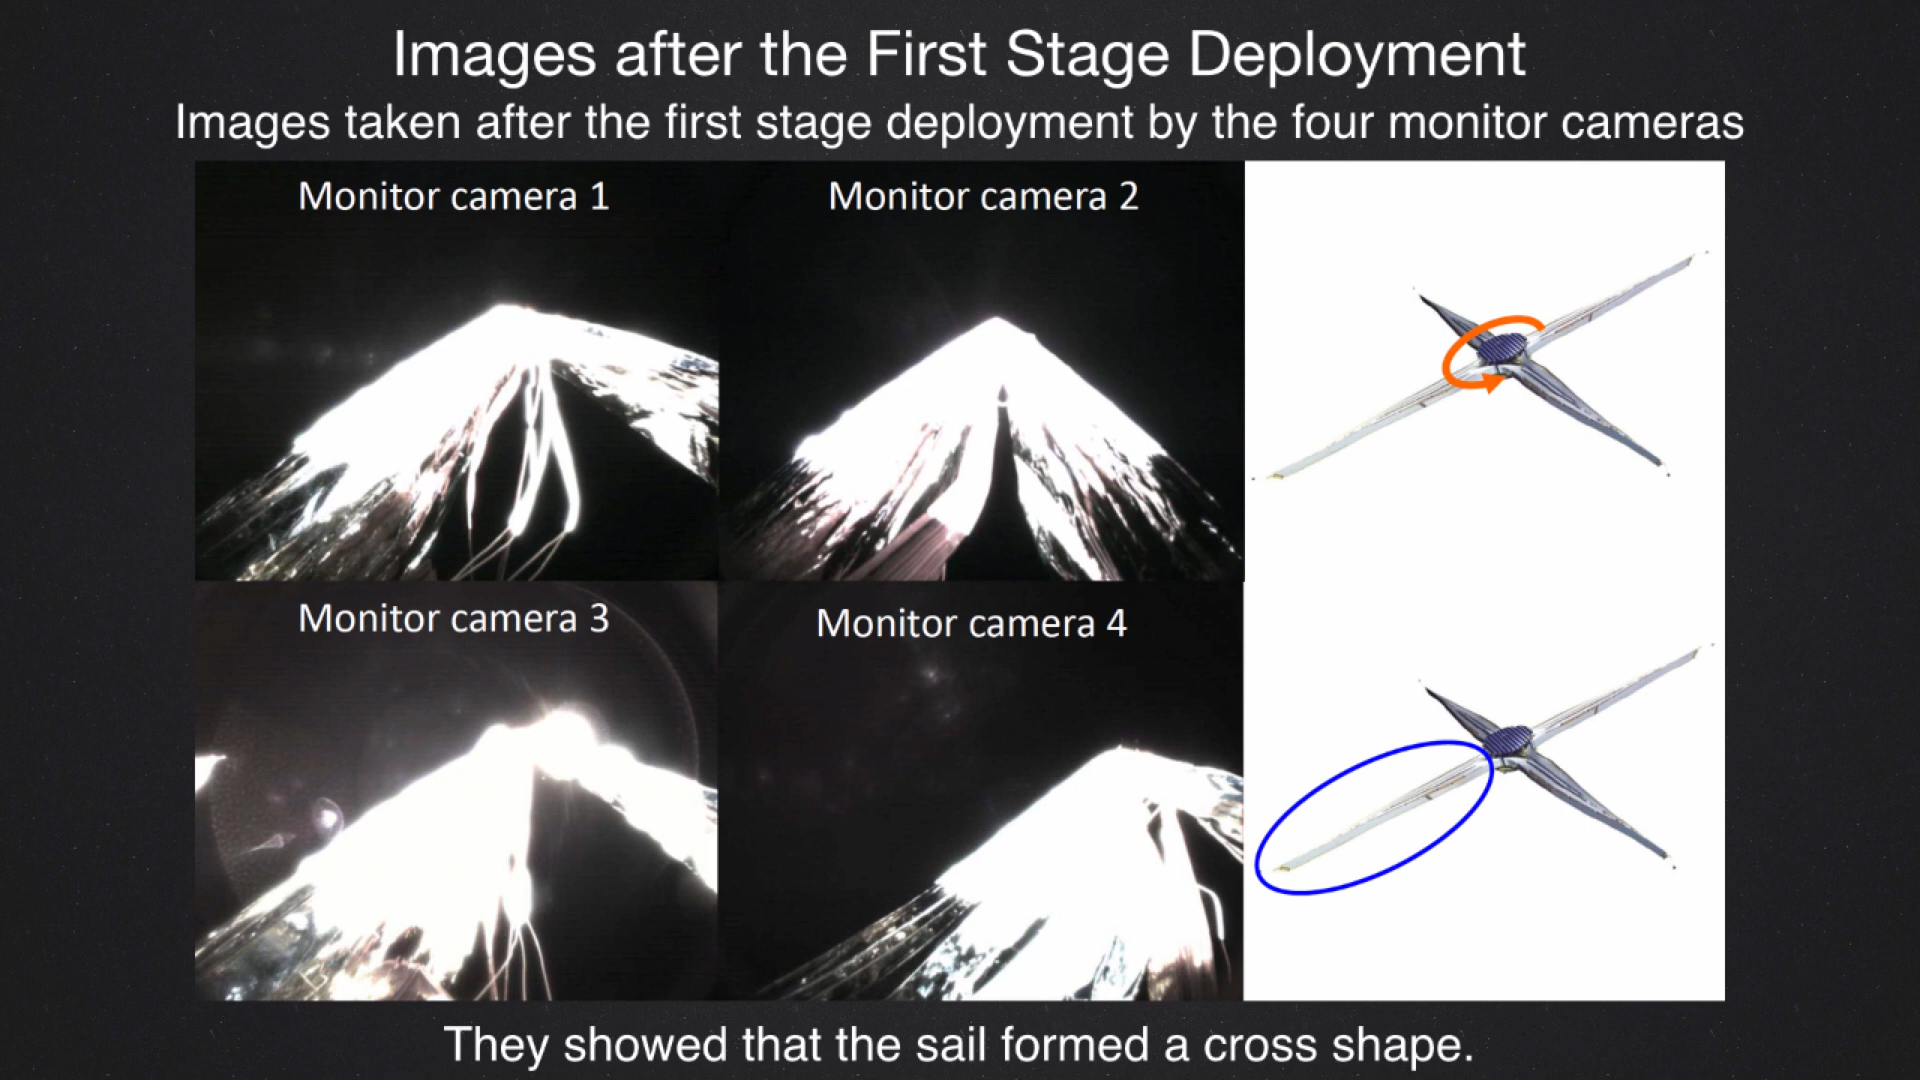 Images after the First Stage Deployment
Images taken after the first stage deployment by the four monitor cameras
Monitor camera 1
Monitor camera 2
Monitor camera 3
Monitor camera 4
They showed that the sail formed a cross shape.